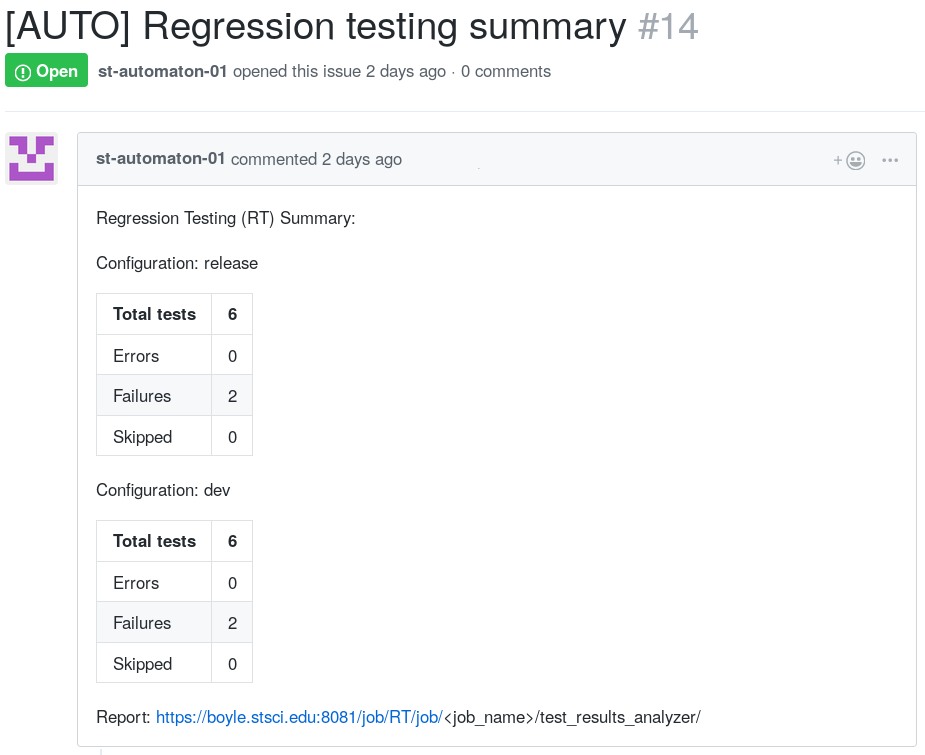 [AUTO] Regression testing summary #14
Open st-automaton-01 opened this issue 2 days ago · 0 comments
st-automaton-01 commented 2 days ago
Regression Testing (RT) Summary:
Configuration: release
Total tests 6
Errors 0
Failures 2
Skipped 0
Configuration: dev
Total tests 6
Errors 0
Failures 2
Skipped 0
Report: https://boyle.stsci.edu:8081/job/RT/job/<job_name>/test_results_analyzer/